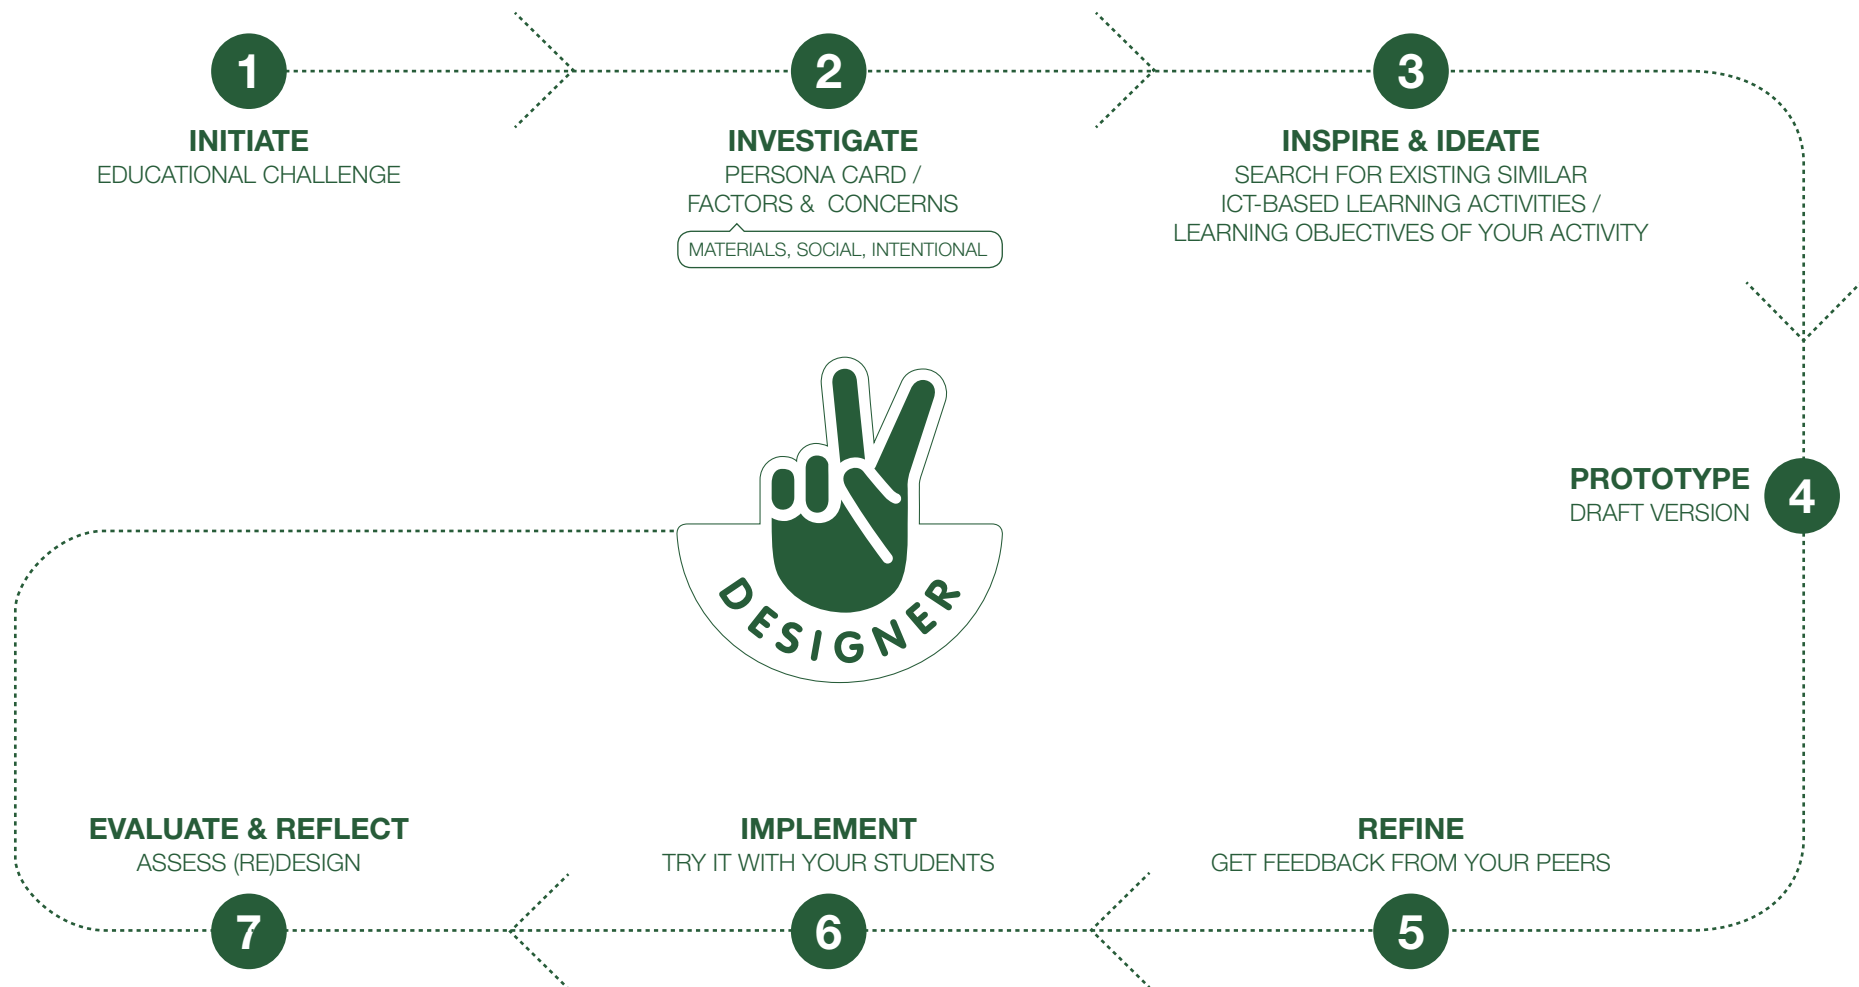 1
INITIATE
EDUCATIONAL CHALLENGE
2
INVESTIGATE
PERSONA CARD /
FACTORS & CONCERNS
MATERIALS, SOCIAL, INTENTIONAL
3
INSPIRE & IDEATE
SEARCH FOR EXISTING SIMILAR
ICT-BASED LEARNING ACTIVITIES /
LEARNING OBJECTIVES OF YOUR ACTIVITY
PROTOTYPE
DRAFT VERSION
4
DESIGNER
REFINE
GET FEEDBACK FROM YOUR PEERS
5
IMPLEMENT
TRY IT WITH YOUR STUDENTS
6
EVALUATE & REFLECT
ASSESS (RE)DESIGN
7